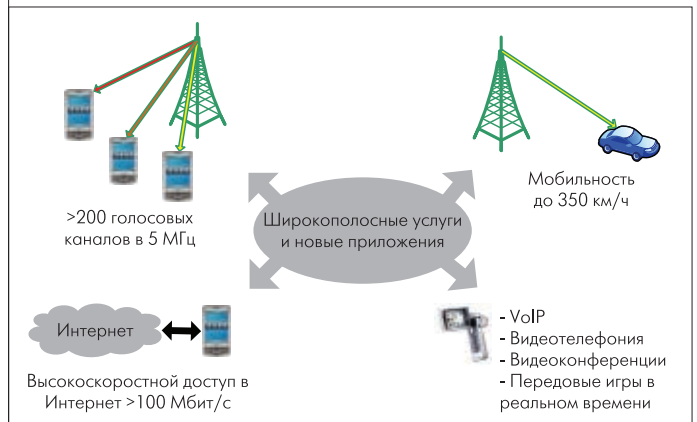 >200 голосовых
каналов в 5 МГц
Мобильность
до 350 км/ч
Широкополосные услуги
и новые приложения
Интернет
Высокоскоростной доступ в
Интернет >100 Мбит/с
- VoIP
- Видеотелефония
- Видеоконференции
- Передовые игры в
реальном времени